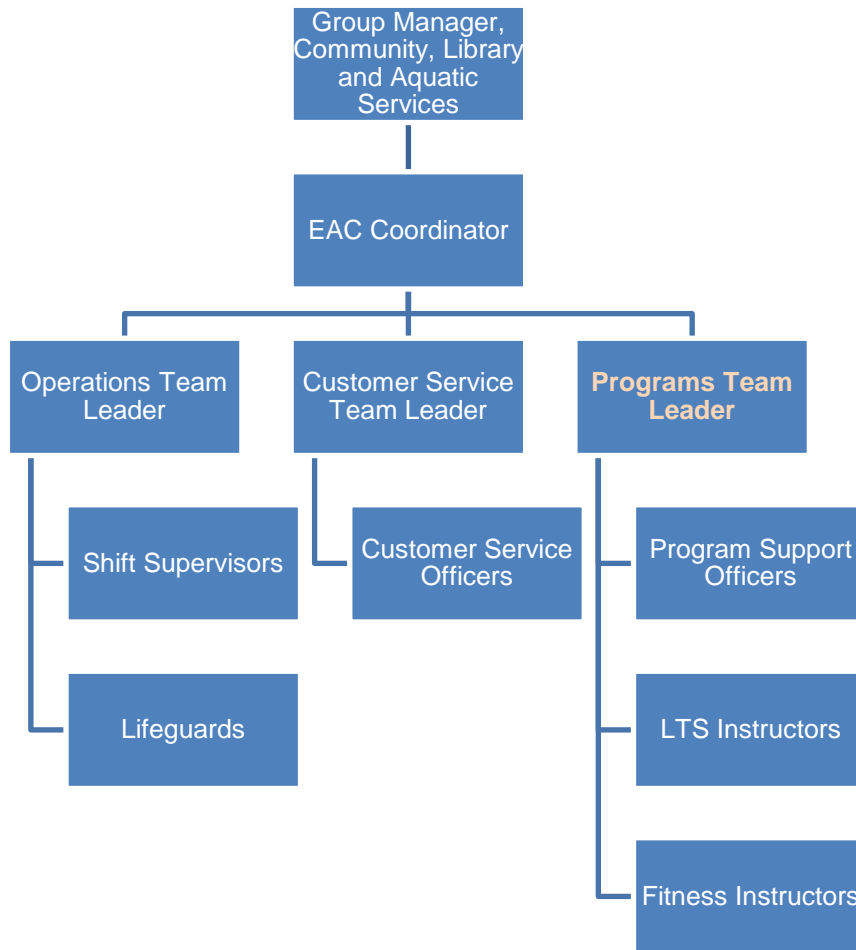 Group Manager,
Community, Library
and Aquatic
Services
EAC Coordinator
Operations Team
Leader
Customer Service
Team Leader
Programs Team
Leader
Shift Supervisors
Customer Service
Officers
Program Support
Officers
Lifeguards
LTS Instructors
Fitness Instructors